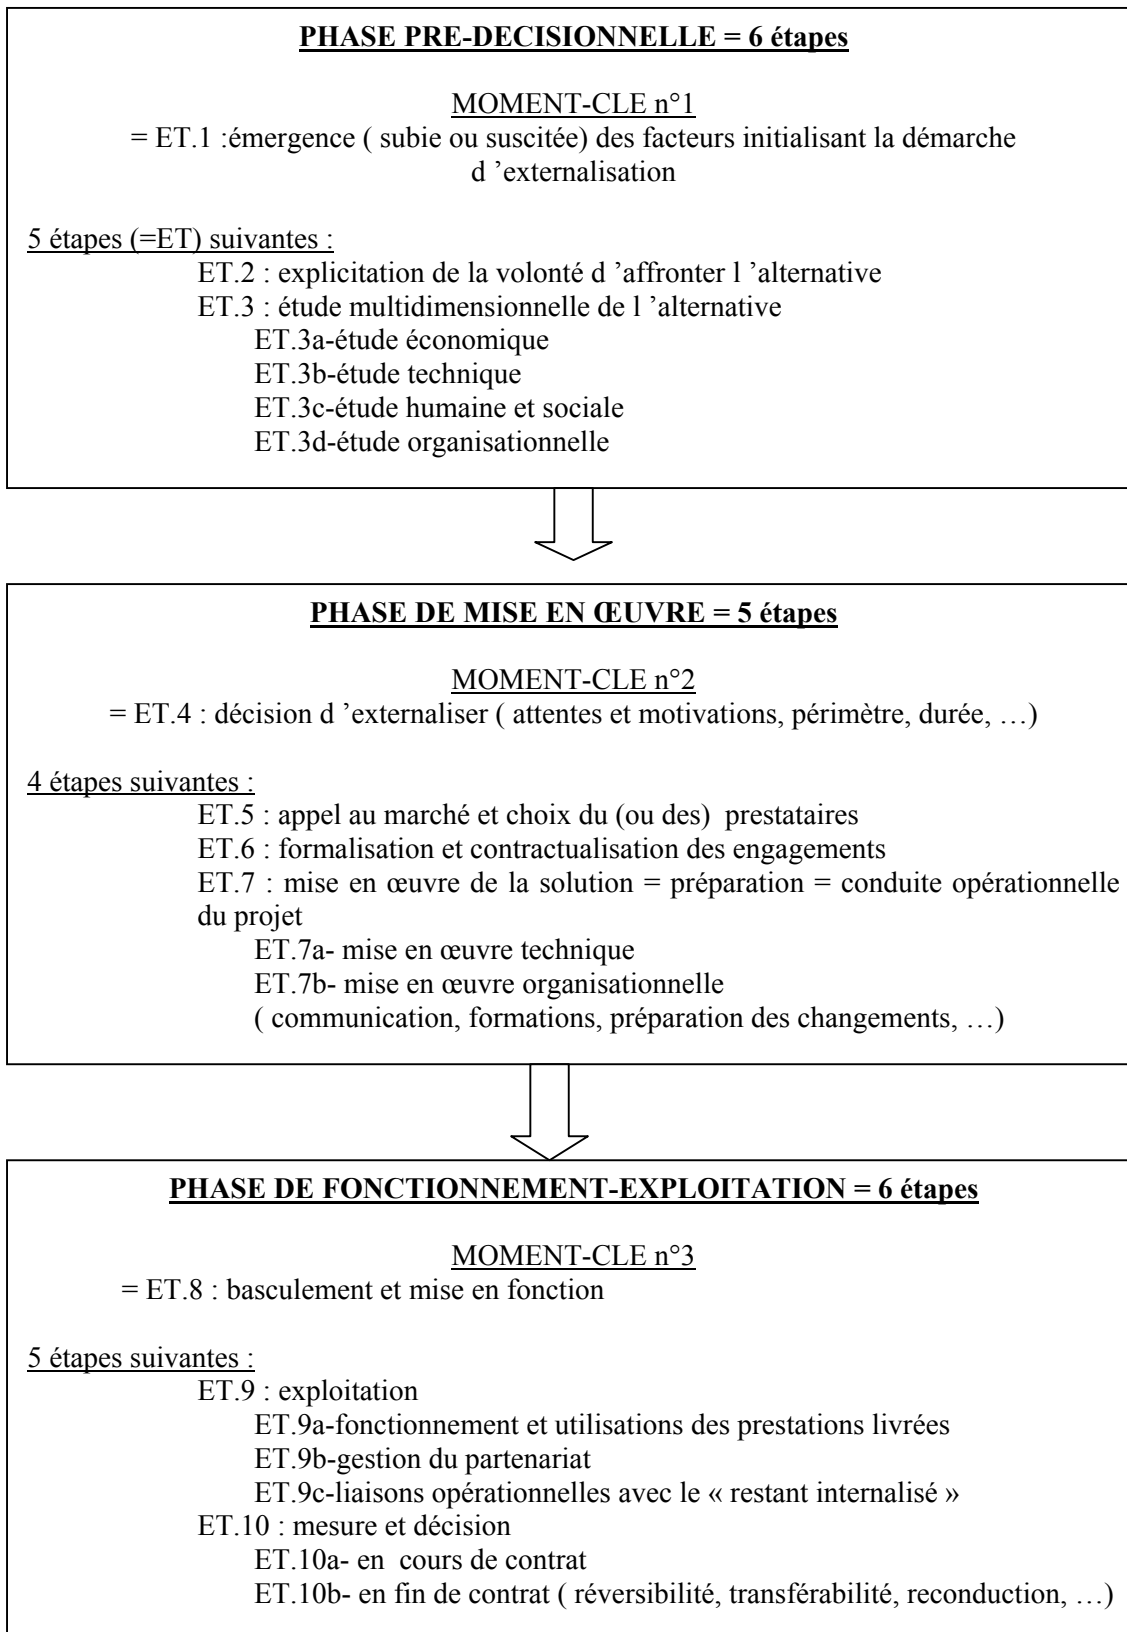 PHASE PRE-DECISIONNELLE = 6 étapes
MOMENT-CLE n°1
= ET.1 :émergence ( subie ou suscitée) des facteurs initialisant la démarche
d ’externalisation
5 étapes (=ET) suivantes :
ET.2 : explicitation de la volonté d ’affronter l ’alternative
ET.3 : étude multidimensionnelle de l ’alternative
ET.3a-étude économique
ET.3b-étude technique
ET.3c-étude humaine et sociale
ET.3d-étude organisationnelle
PHASE DE MISE EN ŒUVRE = 5 étapes
MOMENT-CLE n°2
= ET.4 : décision d ’externaliser ( attentes et motivations, périmètre, durée, …)
4 étapes suivantes :
ET.5 : appel au marché et choix du (ou des)  prestataires
ET.6 : formalisation et contractualisation des engagements
ET.7 : mise en œuvre de la solution = préparation = conduite opérationnelle
du projet
ET.7a- mise en œuvre technique
ET.7b- mise en œuvre organisationnelle
( communication, formations, préparation des changements, …)
PHASE DE FONCTIONNEMENT-EXPLOITATION = 6 étapes
MOMENT-CLE n°3
= ET.8 : basculement et mise en fonction
5 étapes suivantes :
ET.9 : exploitation
ET.9a-fonctionnement et utilisations des prestations livrées
ET.9b-gestion du partenariat
ET.9c-liaisons opérationnelles avec le « restant internalisé »
ET.10 : mesure et décision
ET.10a- en  cours de contrat
ET.10b- en fin de contrat ( réversibilité, transférabilité, reconduction, …)